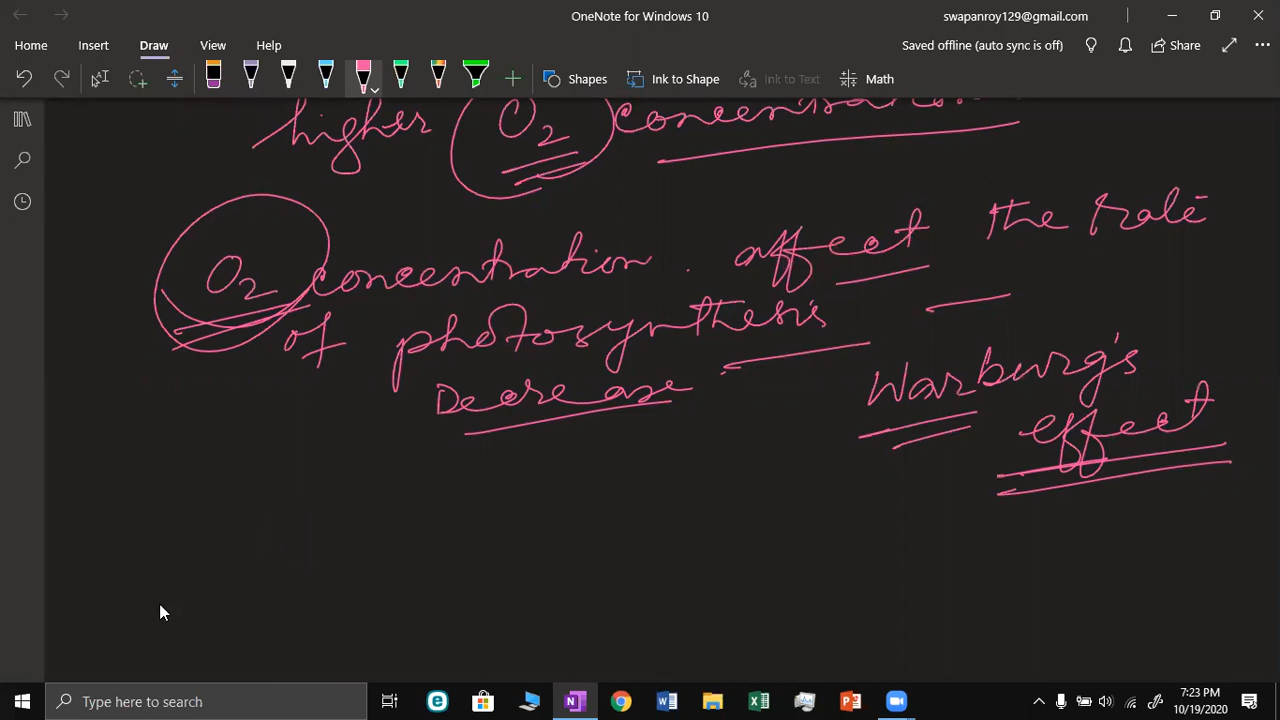 OneNote for Windows 10
swapanroy129@gmail.com
Home Insert Draw View Help
Saved offline (auto sync is off)
Share
Shapes
Ink to Shape
Ink to Text
Math
higher O2 concentration
O2 concentration affect the rate
of photosynthesis
Decrease
Warburg's
effect
Type here to search
7:23 PM
10/19/2020